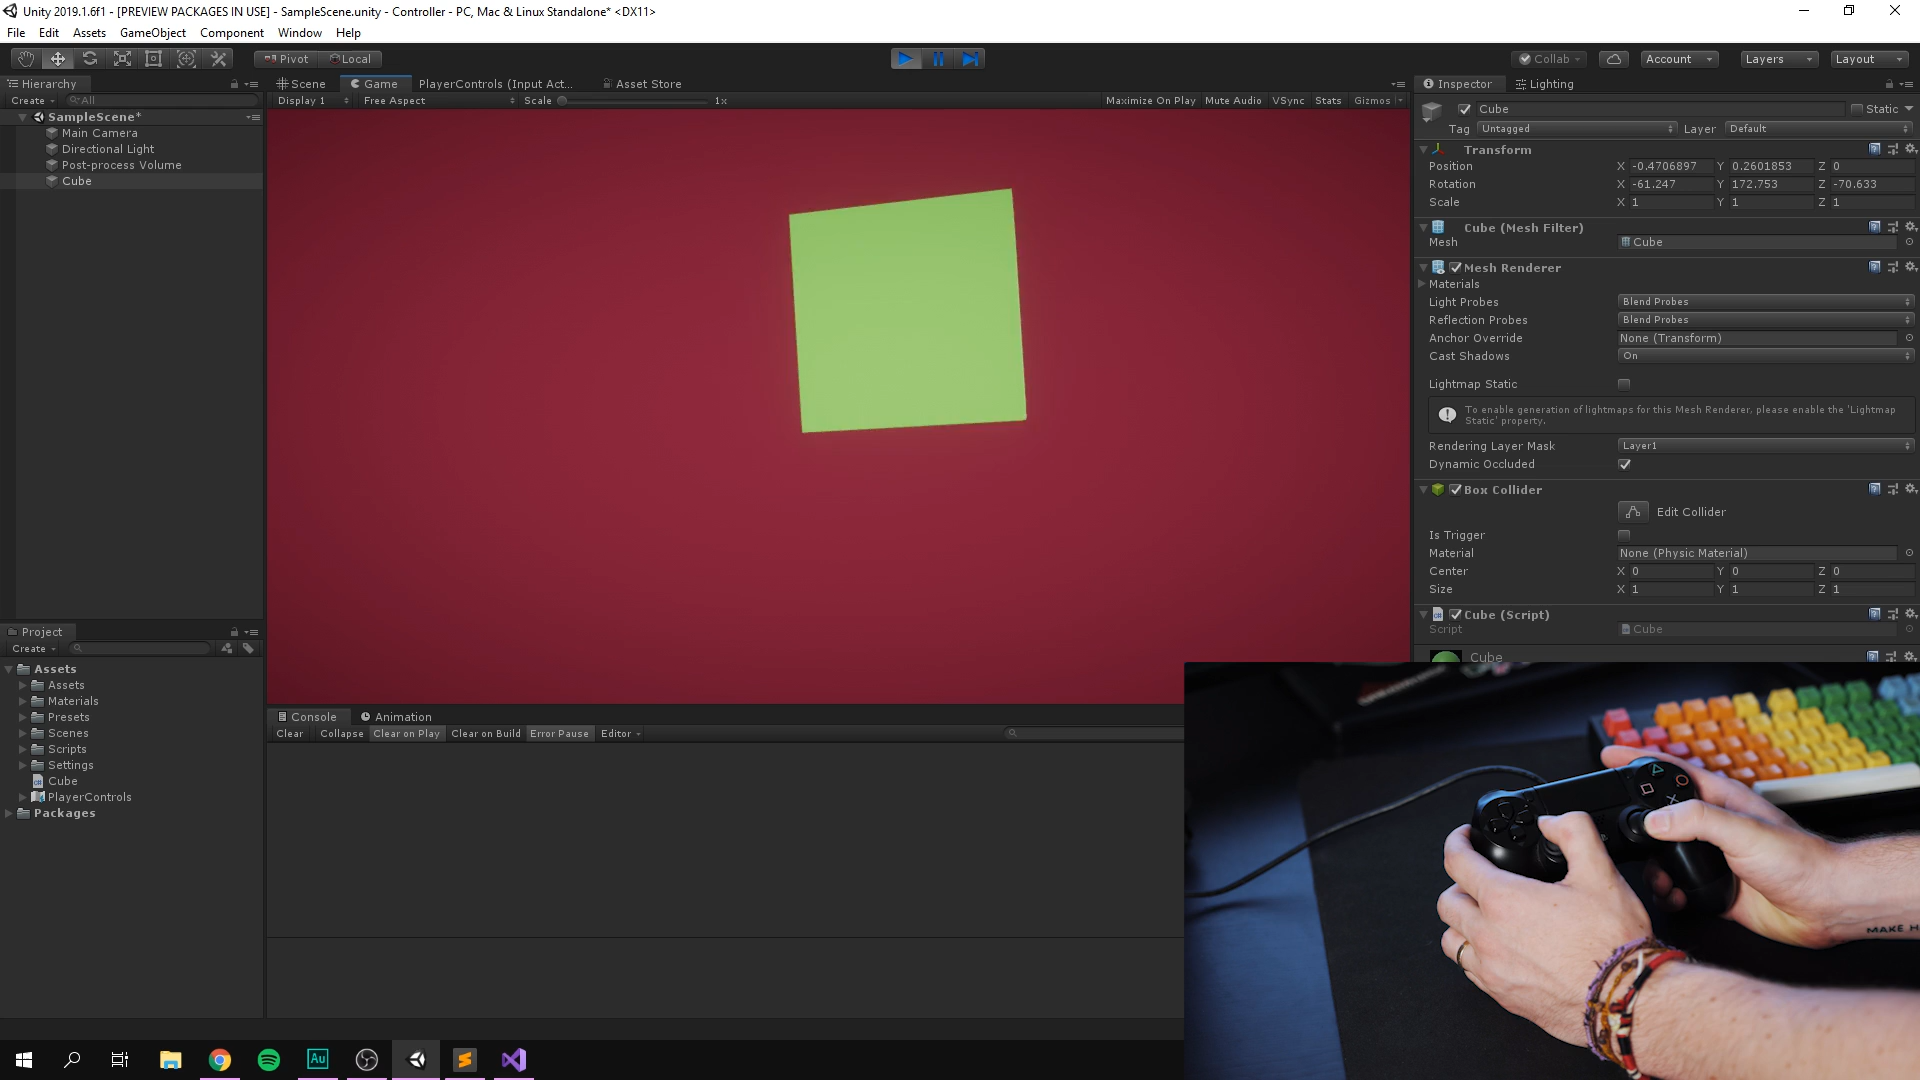 Unity 2019.1.6f1 - [PREVIEW PACKAGES IN USE] - SampleScene.unity - Controller - PC, Mac & Linux Standalone* <DX11>
File Edit Assets GameObject Component Window Help
Pivot Local Collab Account Layers Layout
Hierarchy
Create All
SampleScene*
Main Camera
Directional Light
Post-process Volume
Cube
Scene Game PlayerControls (Input Act... Asset Store
Display 1 Free Aspect Scale 1x Maximize On Play Mute Audio VSync Stats Gizmos
Inspector Lighting
Cube Static
Tag Untagged Layer Default
Transform
Position X -0.4706897 Y 0.2601853 Z 0
Rotation X -61.247 Y 172.753 Z -70.633
Scale X 1 Y 1 Z 1
Cube (Mesh Filter)
Mesh Cube
Mesh Renderer
Materials
Light Probes Blend Probes
Reflection Probes Blend Probes
Anchor Override None (Transform)
Cast Shadows On
Lightmap Static
To enable generation of lightmaps for this Mesh Renderer, please enable the 'Lightmap
Static' property.
Rendering Layer Mask Layer1
Dynamic Occluded
Box Collider
Edit Collider
Is Trigger
Material None (Physic Material)
Center X 0 Y 0 Z 0
Size X 1 Y 1 Z 1
Cube (Script)
Script Cube
Cube
Project
Create
Assets
Assets
Materials
Presets
Scenes
Scripts
Settings
Cube
PlayerControls
Packages
Console Animation
Clear Collapse Clear on Play Clear on Build Error Pause Editor
MAKE H
Au